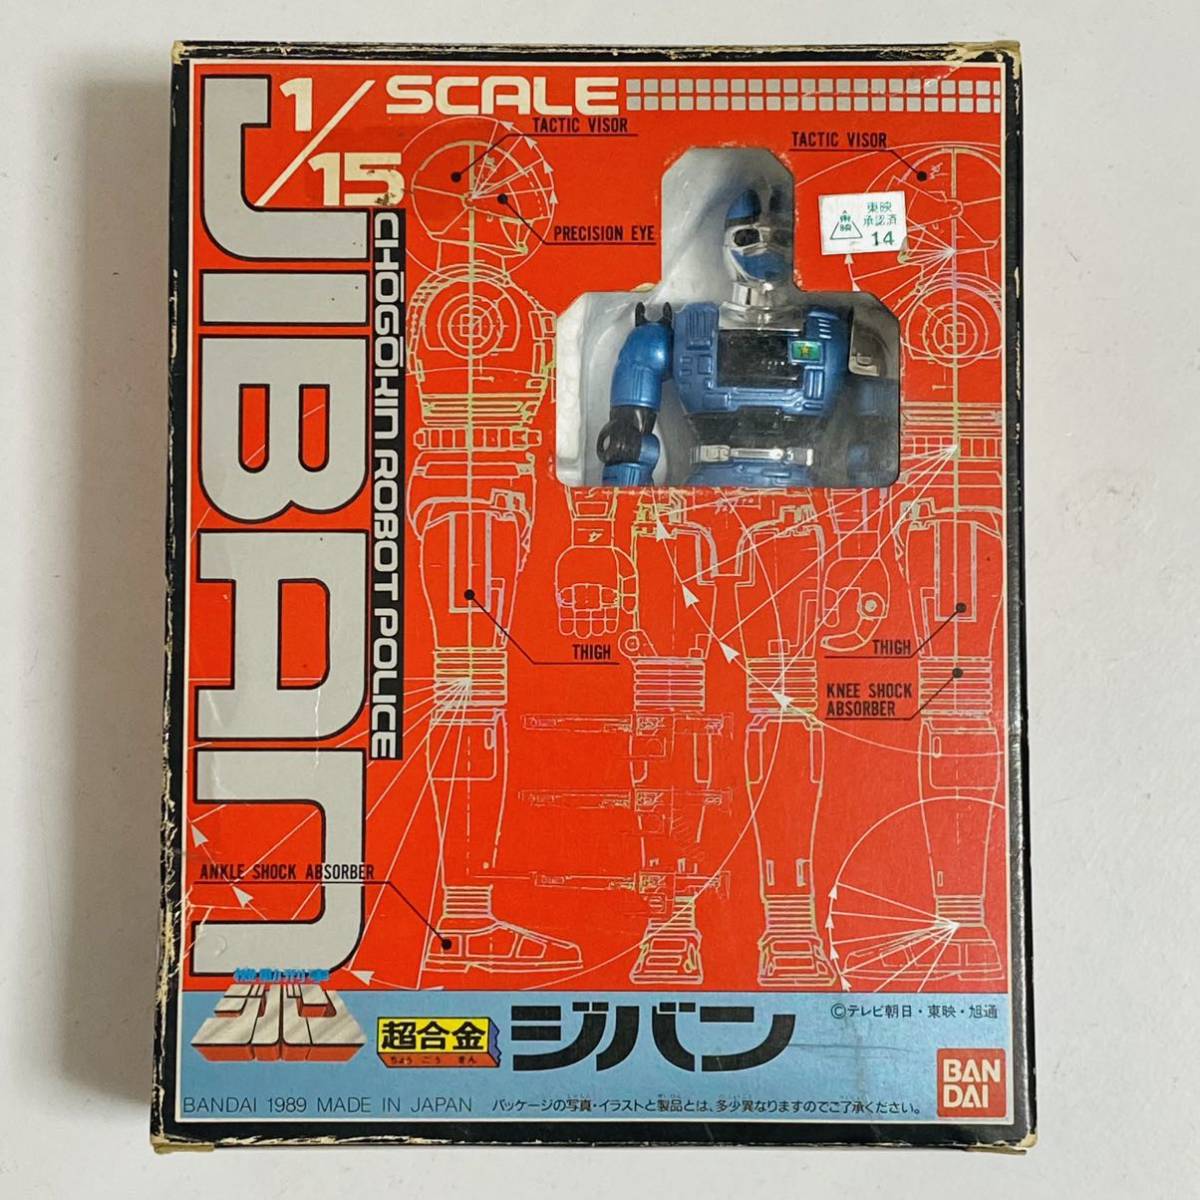 1/15 SCALE
JIBAN
CHŌGŌKIN ROBOT POLICE
TACTIC VISOR
TACTIC VISOR
PRECISION EYE
東映
承認済
14
東映
4
THIGH
THIGH
KNEE SHOCK
ABSORBER
ANKLE SHOCK ABSORBER
機動刑事
ジバン
超合金
ちょうごうきん
ジバン
©テレビ朝日・東映・旭通
BANDAI 1989 MADE IN JAPAN
パッケージの写真・イラストと製品とは、多少異なりますのでご了承ください。
BAN
DAI